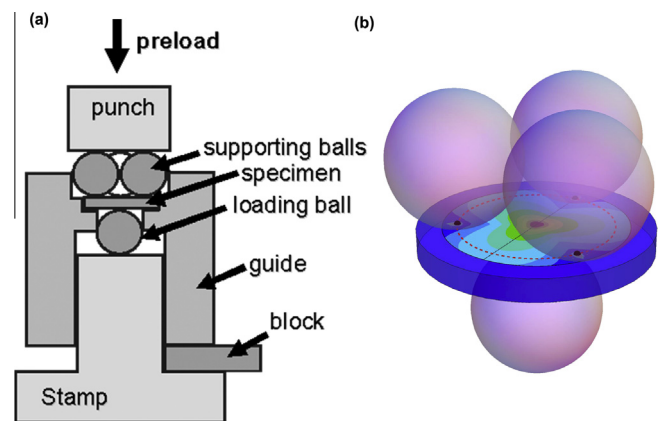 (a)
preload
punch
supporting balls
specimen
loading ball
guide
block
Stamp
(b)